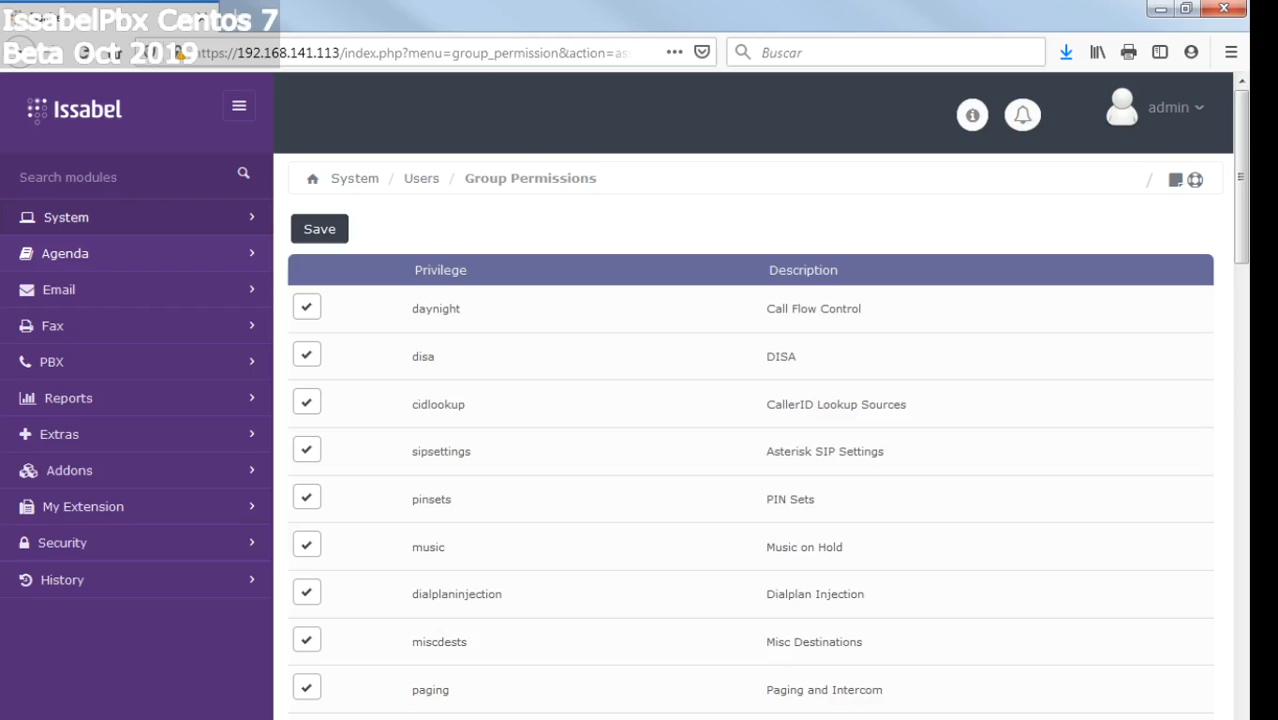 IssabelPbx Centos 7
Beta Oct 2019
https://192.168.141.113/index.php?menu=group_permission&action=as
Buscar
Issabel
admin
Search modules
System / Users / Group Permissions /
System
Save
Agenda
Privilege Description
Email
daynight Call Flow Control
Fax
disa DISA
PBX
cidlookup CallerID Lookup Sources
Reports
sipsettings Asterisk SIP Settings
Extras
pinsets PIN Sets
Addons
music Music on Hold
My Extension
dialplaninjection Dialplan Injection
Security
miscdests Misc Destinations
History
paging Paging and Intercom